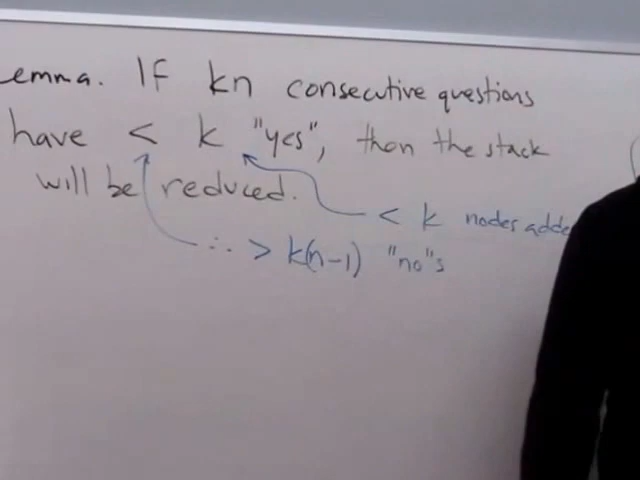 emma. If kn consecutive questions
have < k "yes", then the stack
will be reduced.
< k nodes adde
∴ > k(n-1) "no"s